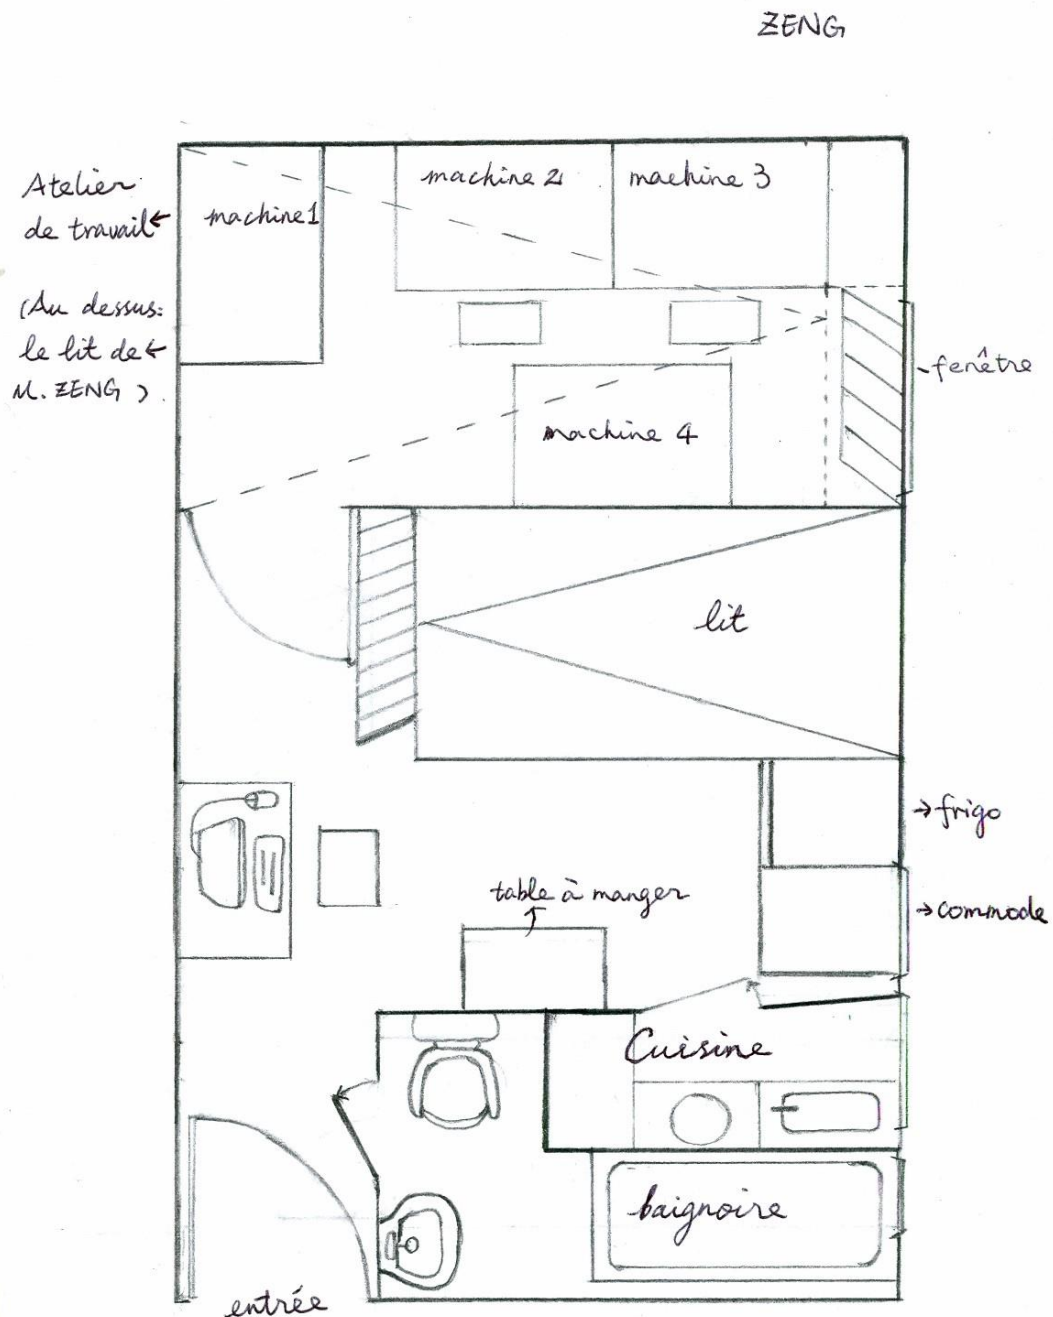 ZENG
Atelier
de travail
machine 1
machine 2
machine 3
(Au dessus:
le lit de
M. ZENG )
fenêtre
machine 4
lit
frigo
table à manger
commode
Cuisine
baignoire
entrée